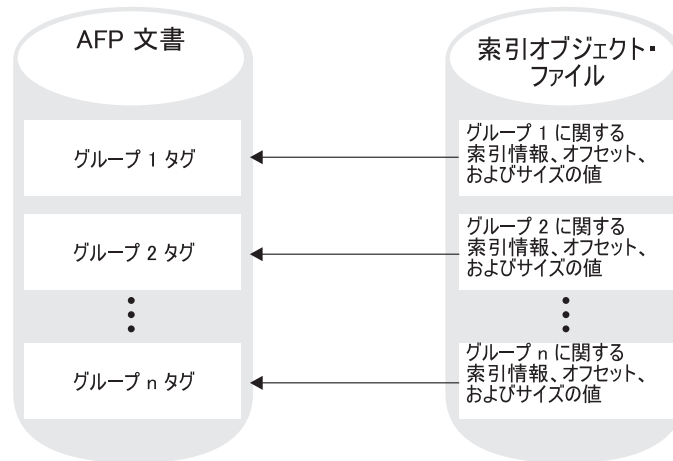 AFP 文書
グループ 1 タグ
グループ 2 タグ
グループ n タグ
索引オブジェクト・
ファイル
グループ 1 に関する
索引情報、オフセット、
およびサイズの値
グループ 2 に関する
索引情報、オフセット、
およびサイズの値
グループ n に関する
索引情報、オフセット、
およびサイズの値